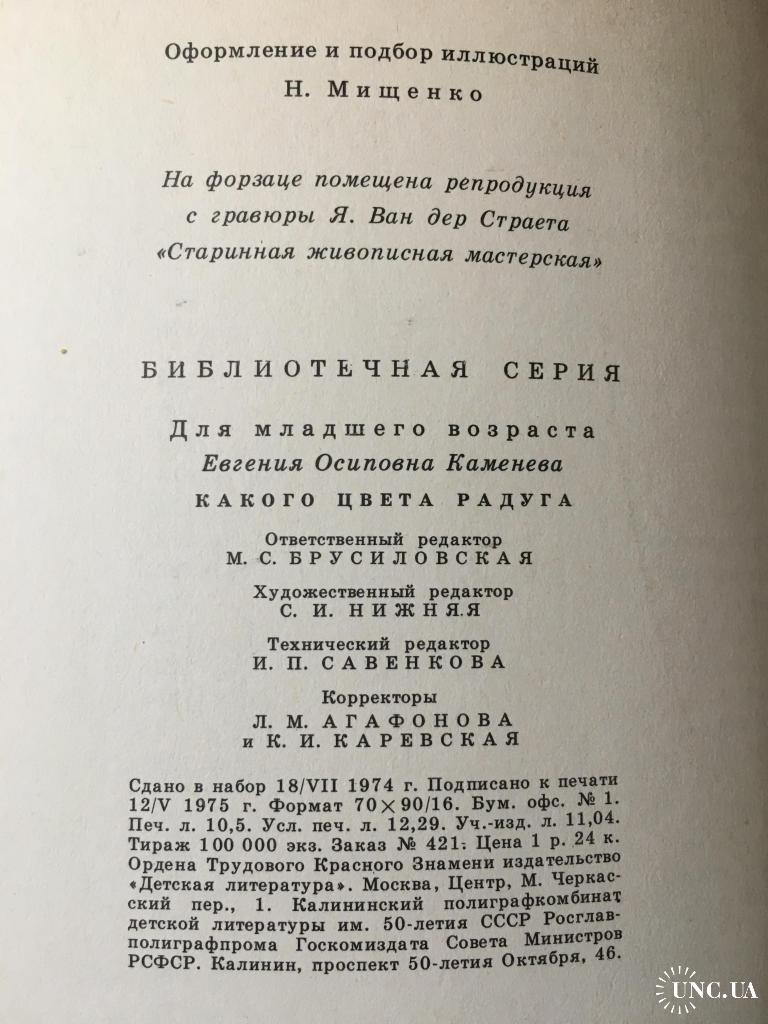 Оформление и подбор иллюстраций
Н. Мищенко
На форзаце помещена репродукция
с гравюры Я. Ван дер Страета
«Старинная живописная мастерская»
БИБЛИОТЕЧНАЯ СЕРИЯ
Для младшего возраста
Евгения Осиповна Каменева
КАКОГО ЦВЕТА РАДУГА
Ответственный редактор
М. С. БРУСИЛОВСКАЯ
Художественный редактор
С. И. НИЖНЯЯ
Технический редактор
И. П. САВЕНКОВА
Корректоры
Л. М. АГАФОНОВА
и К. И. КАРЕВСКАЯ
Сдано в набор 18/VII 1974 г. Подписано к печати
12/V 1975 г. Формат 70×90/16. Бум. офс. № 1.
Печ. л. 10,5. Усл. печ. л. 12,29. Уч.-изд. л. 11,04.
Тираж 100 000 экз. Заказ № 421. Цена 1 р. 24 к.
Ордена Трудового Красного Знамени издательство
«Детская литература». Москва, Центр, М. Черкас-
ский пер., 1. Калининский полиграфкомбинат
детской литературы им. 50-летия СССР Росглав-
полиграфпрома Госкомиздата Совета Министров
РСФСР. Калинин, проспект 50-летия Октября, 46.
UNC.UA